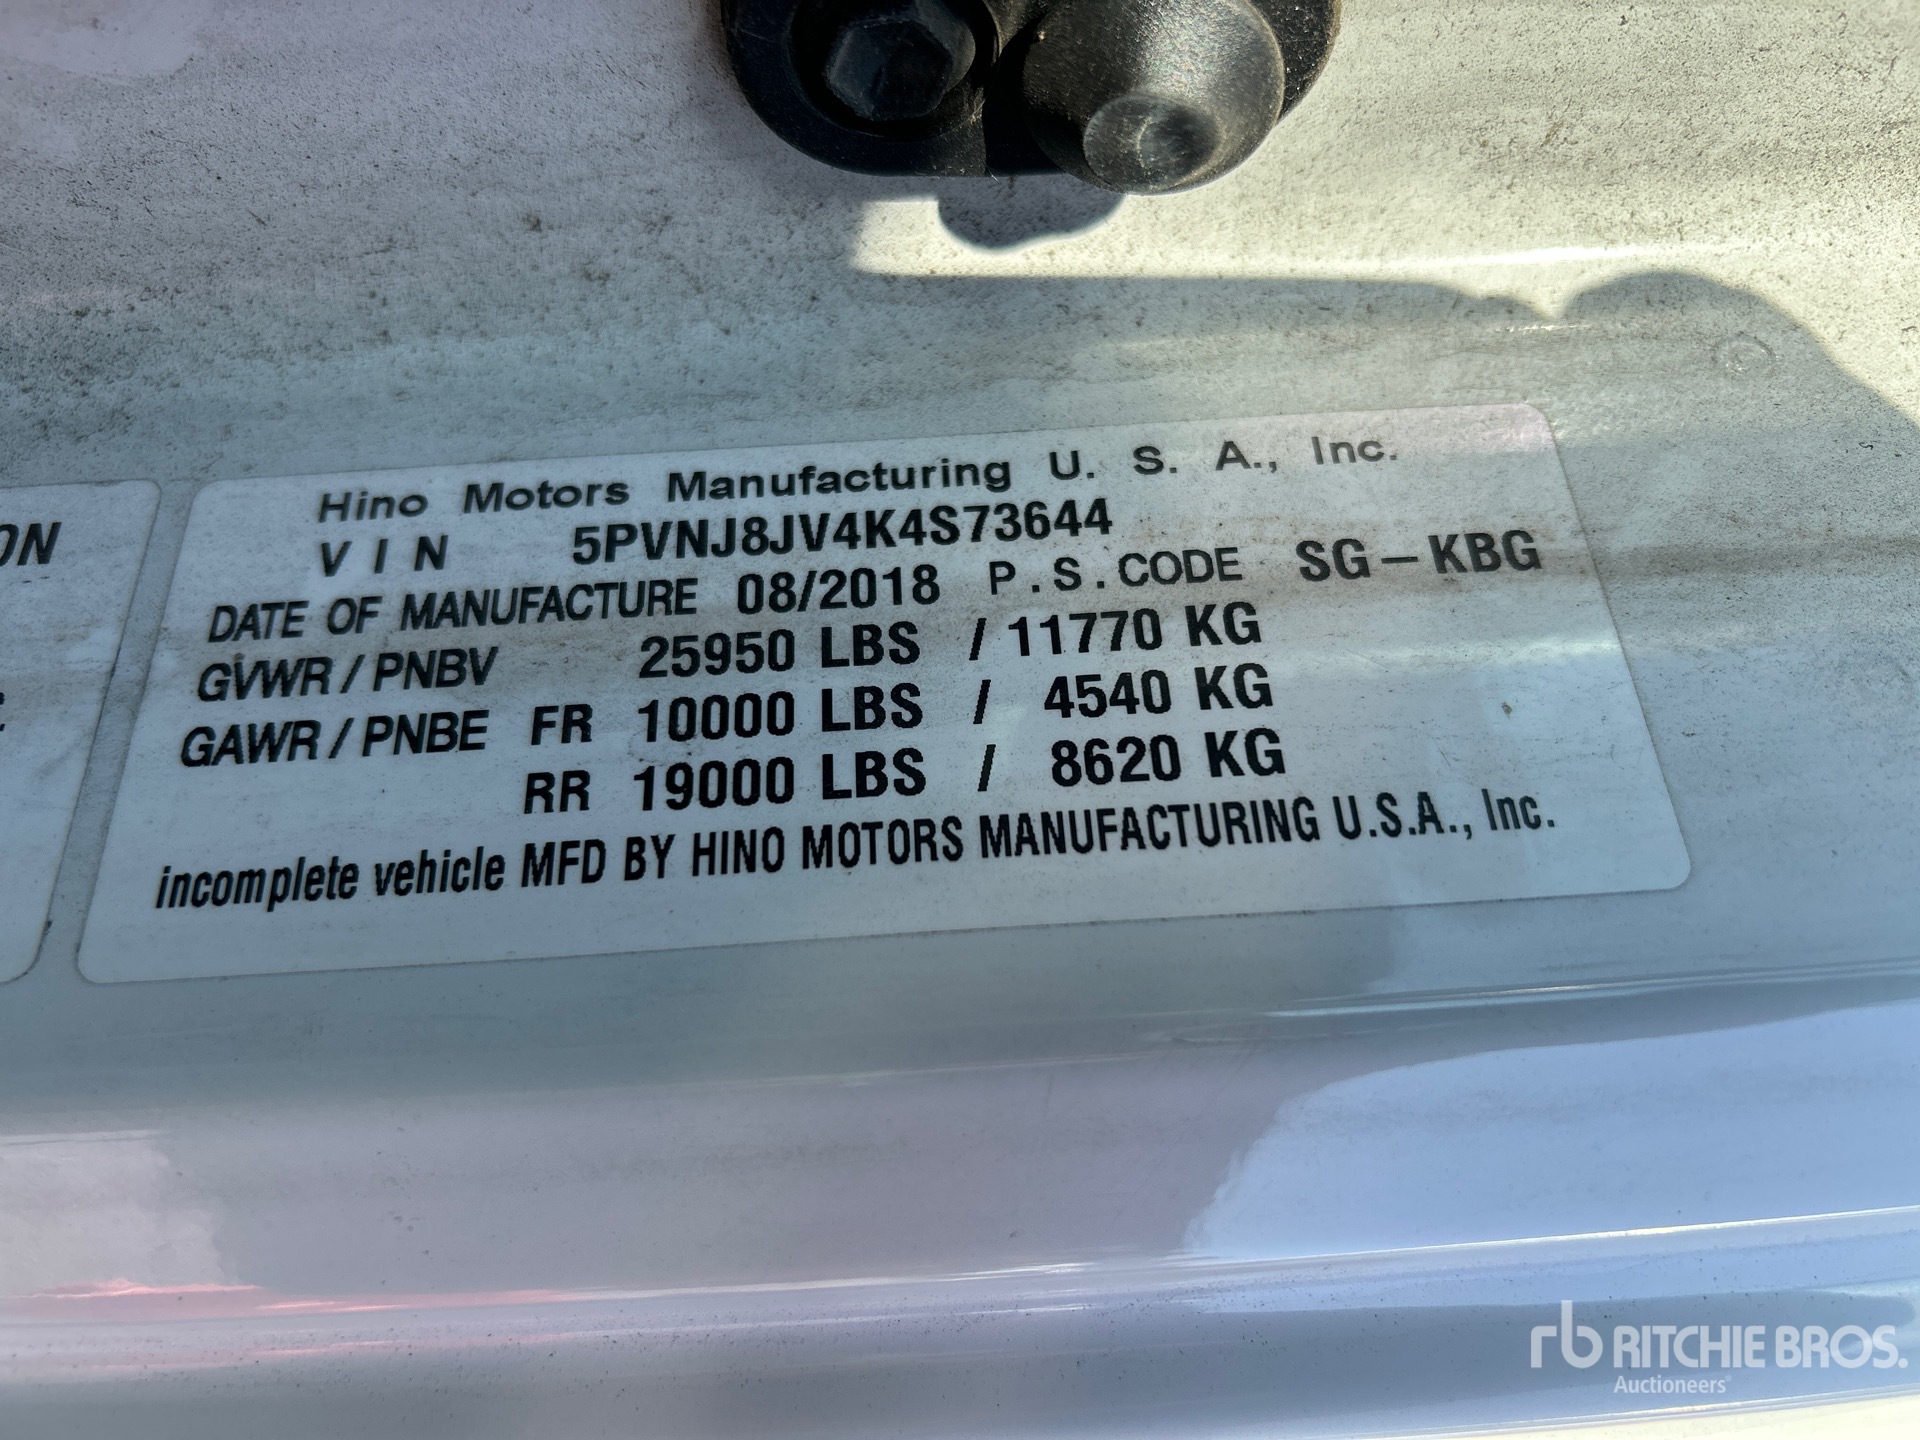 ON
Hino Motors Manufacturing U. S. A., Inc.
VIN 5PVNJ8JV4K4S73644
DATE OF MANUFACTURE 08/2018 P.S.CODE SG-KBG
GVWR/PNBV 25950 LBS / 11770 KG
GAWR/PNBE FR 10000 LBS / 4540 KG
RR 19000 LBS / 8620 KG
incomplete vehicle MFD BY HINO MOTORS MANUFACTURING U.S.A., Inc.
rb RITCHIE BROS.
Auctioneers